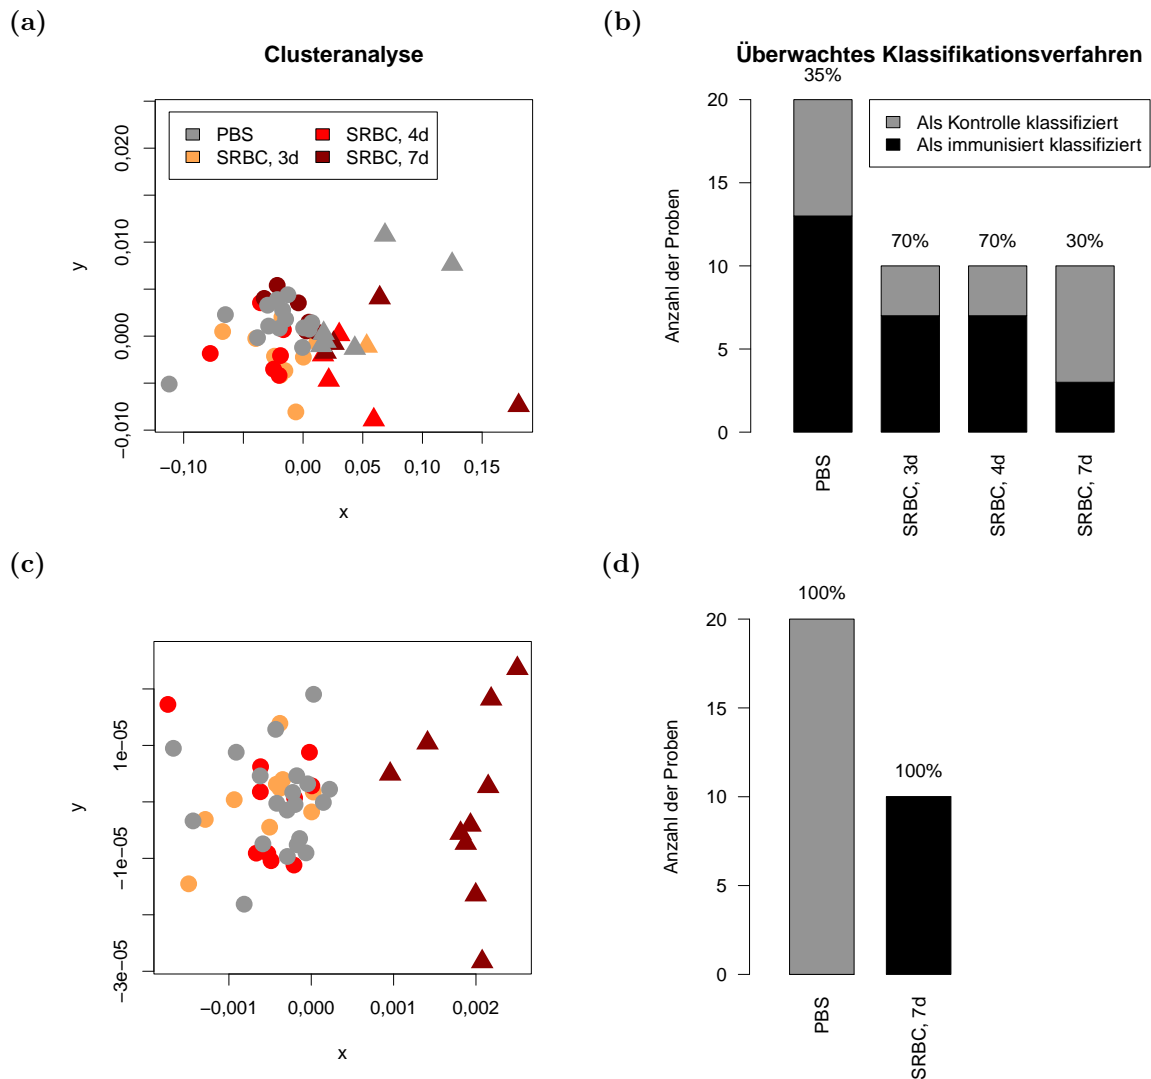 (a)
Clusteranalyse
PBS
SRBC, 3d
SRBC, 4d
SRBC, 7d
0,020
0,010
0,000
−0,010
y
−0,10
0,00
0,05
0,10
0,15
x
(b)
Überwachtes Klassifikationsverfahren
35%
Als Kontrolle klassifiziert
Als immunisiert klassifiziert
70%
70%
30%
20
15
10
5
0
Anzahl der Proben
PBS
SRBC, 3d
SRBC, 4d
SRBC, 7d
(c)
1e−05
−1e−05
−3e−05
y
−0,001
0,000
0,001
0,002
x
(d)
100%
100%
20
15
10
5
0
Anzahl der Proben
PBS
SRBC, 7d